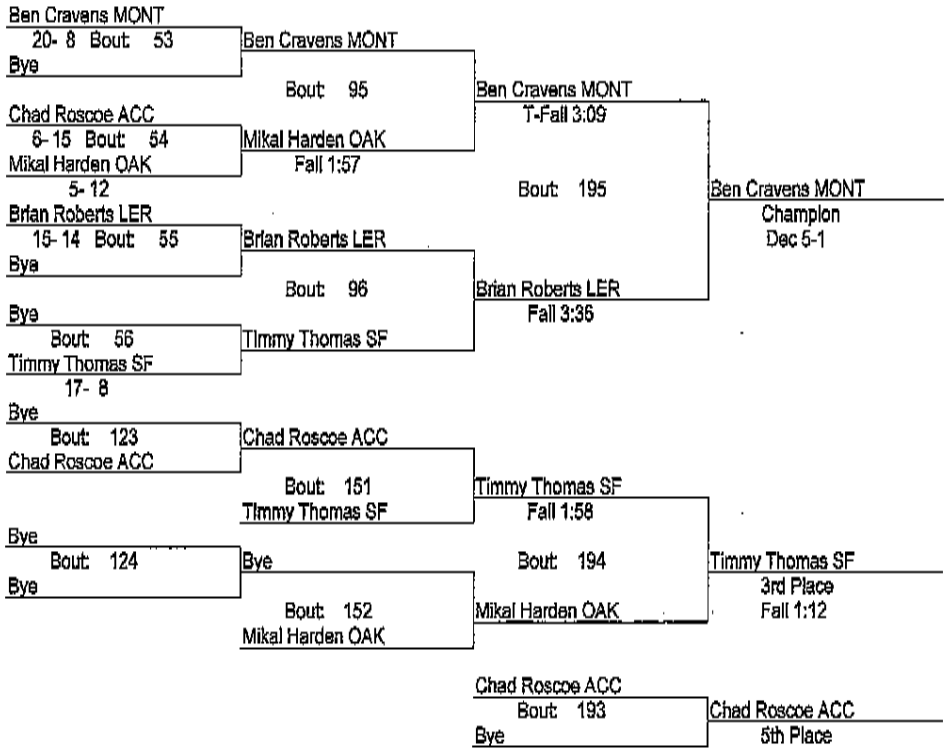 Ben Cravens MONT
20- 8 Bout: 53
Bye
Ben Cravens MONT
Bout: 95
Chad Roscoe ACC
6- 15 Bout: 54
Mikal Harden OAK
5- 12
Mikal Harden OAK
Fall 1:57
Ben Cravens MONT
T-Fall 3:09
Bout: 195
Brian Roberts LER
15- 14 Bout: 55
Bye
Brian Roberts LER
Bout: 96
Bye
Bout: 56
Timmy Thomas SF
17- 8
Timmy Thomas SF
Brian Roberts LER
Fall 3:36
Ben Cravens MONT
Champion
Dec 5-1
Bye
Bout: 123
Chad Roscoe ACC
Chad Roscoe ACC
Bout: 151
Timmy Thomas SF
Timmy Thomas SF
Fall 1:58
Bye
Bout: 124
Bye
Bye
Bout: 152
Mikal Harden OAK
Bout: 194
Mikal Harden OAK
Timmy Thomas SF
3rd Place
Fall 1:12
Chad Roscoe ACC
Bout: 193
Bye
Chad Roscoe ACC
5th Place